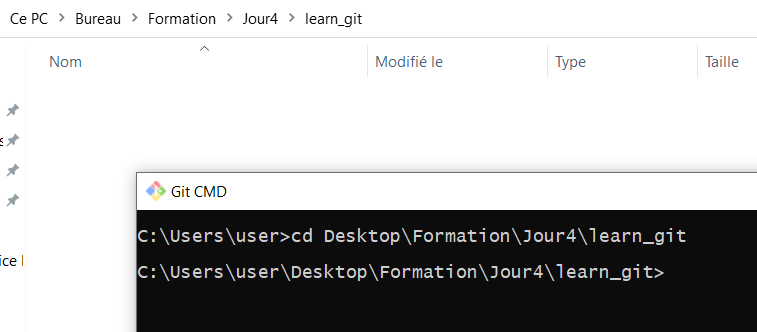 Ce PC > Bureau > Formation > Jour4 > learn_git
Nom Modifié le Type Taille
Git CMD
C:\Users\user>cd Desktop\Formation\Jour4\learn_git
C:\Users\user\Desktop\Formation\Jour4\learn_git>